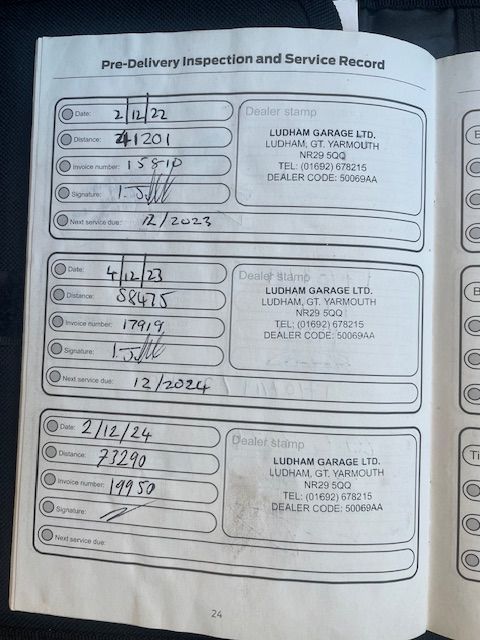 Pre-Delivery Inspection and Service Record
Date: 2/12/22
Distance: 41201
Invoice number: 15810
Signature:
Next service due: 12/2023
Dealer stamp
LUDHAM GARAGE LTD.
LUDHAM, GT. YARMOUTH
NR29 5QQ
TEL: (01692) 678215
DEALER CODE: 50069AA
Date: 4/12/23
Distance: 58475
Invoice number: 17919
Signature:
Next service due: 12/2024
Dealer stamp
LUDHAM GARAGE LTD.
LUDHAM, GT. YARMOUTH
NR29 5QQ
TEL: (01692) 678215
DEALER CODE: 50069AA
Date: 2/12/24
Distance: 73290
Invoice number: 19950
Signature:
Next service due:
Dealer stamp
LUDHAM GARAGE LTD.
LUDHAM, GT. YARMOUTH
NR29 5QQ
TEL: (01692) 678215
DEALER CODE: 50069AA
24